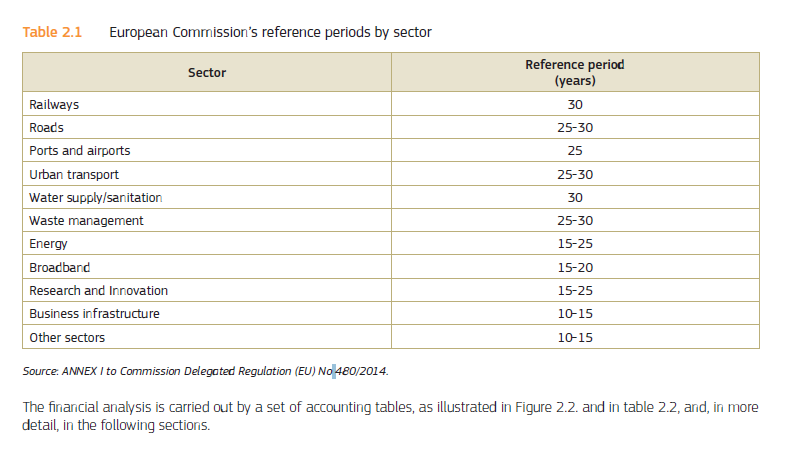 Table 2.1 European Commission's reference periods by sector
Sector Reference period
(years)
Railways 30
Roads 25-30
Ports and airports 25
Urban transport 25-30
Water supply/sanitation 30
Waste management 25-30
Energy 15-25
Broadband 15-20
Research and Innovation 15-25
Business infrastructure 10-15
Other sectors 10-15
Source: ANNEX I to Commission Delegated Regulation (EU) No 480/2014.
The financial analysis is carried out by a set of accounting tables, as illustrated in Figure 2.2. and in table 2.2, and, in more
detail, in the following sections.